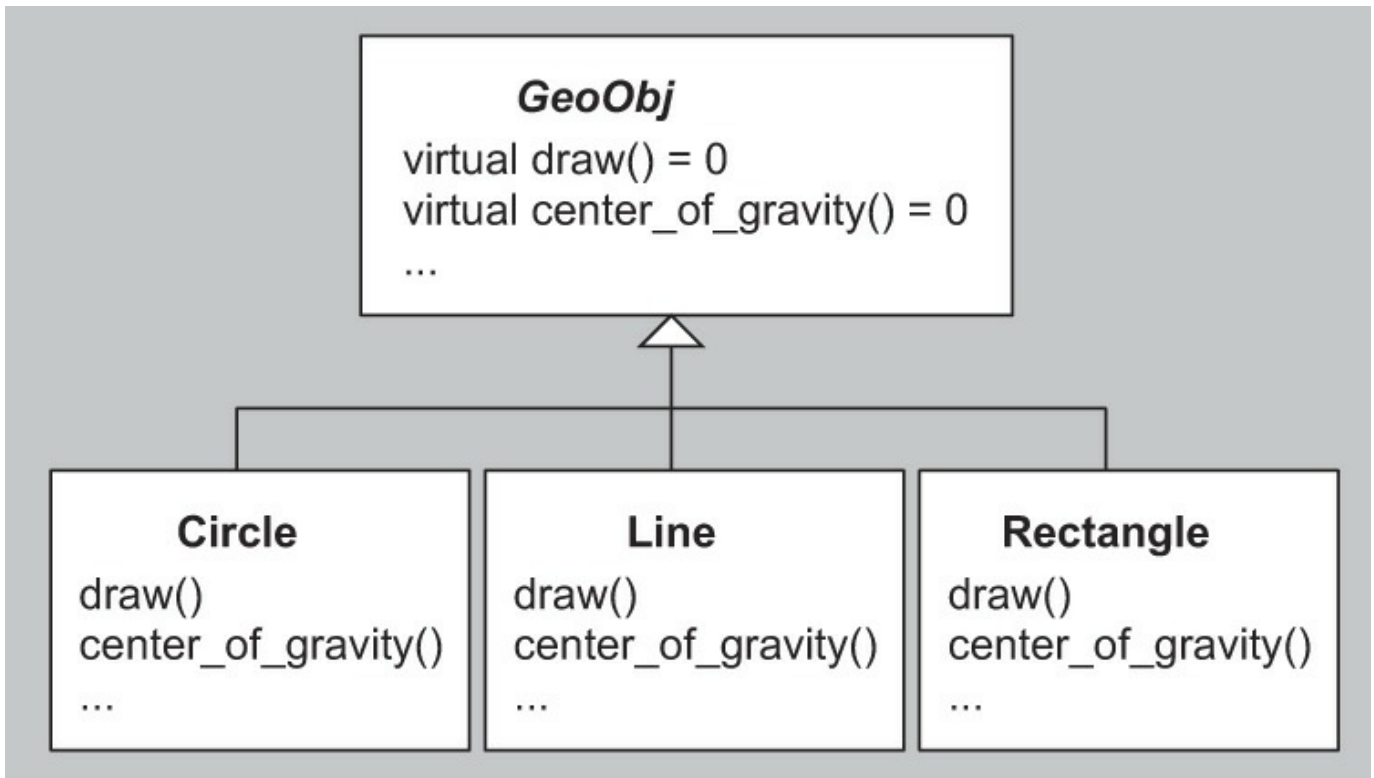 GeoObj
virtual draw() = 0
virtual center_of_gravity() = 0
...
Circle
draw()
center_of_gravity()
...
Line
draw()
center_of_gravity()
...
Rectangle
draw()
center_of_gravity()
...